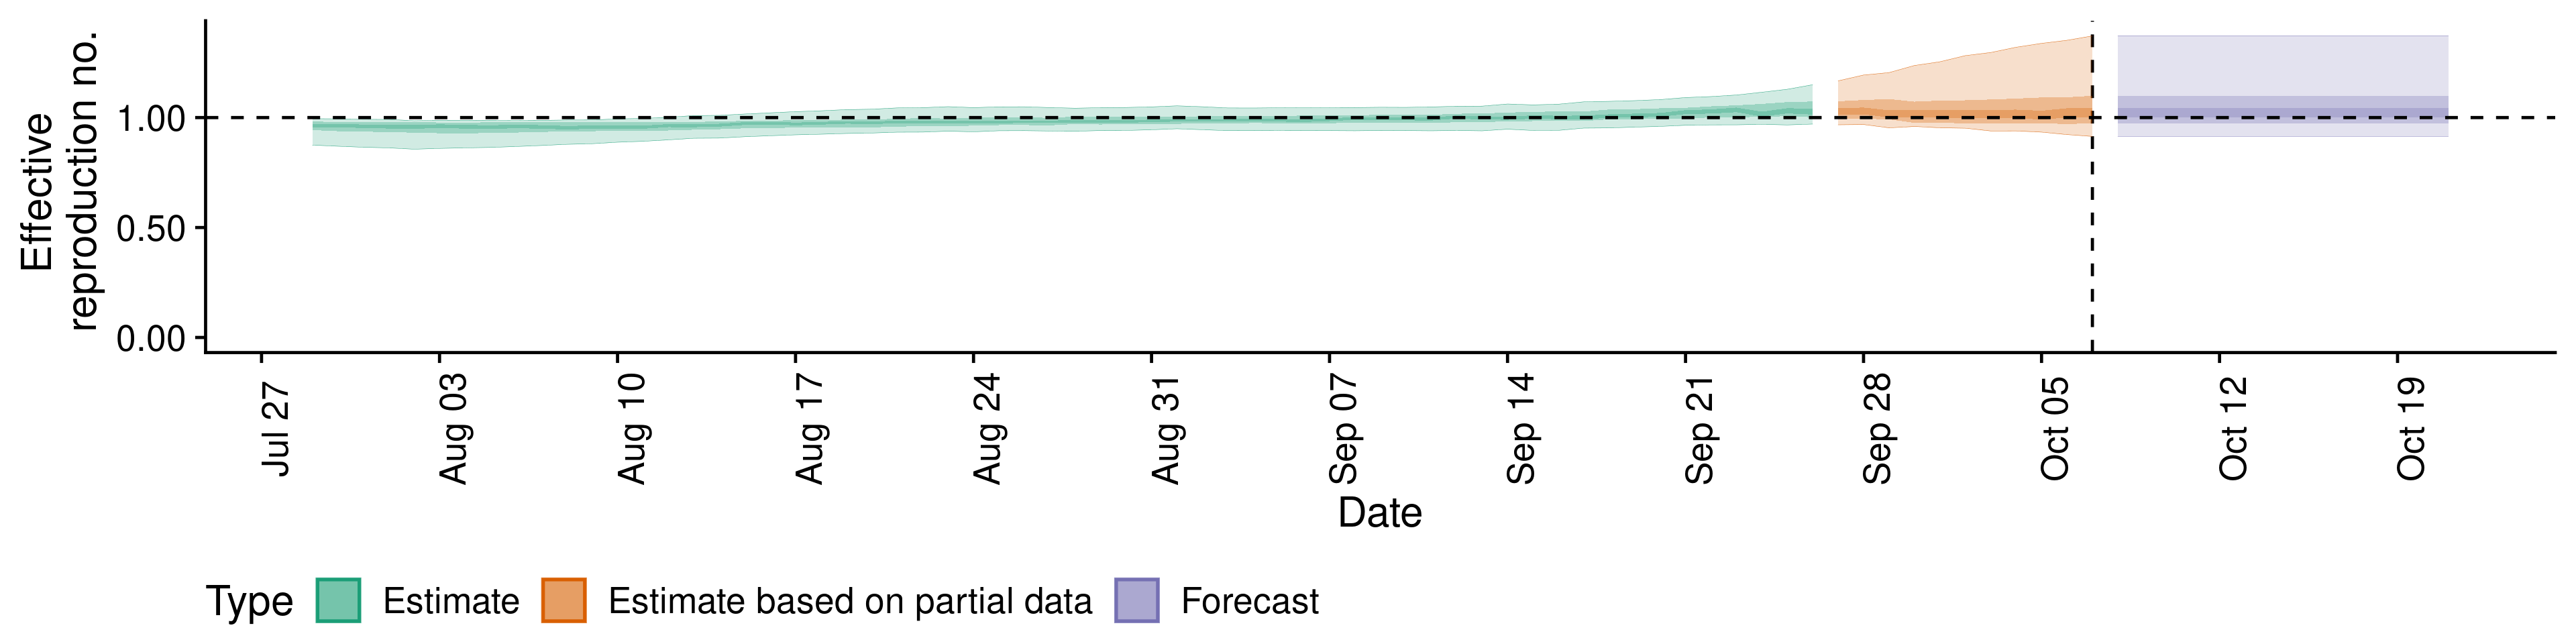 Effective
reproduction no.
1.00
0.50
0.00
Jul 27
Aug 03
Aug 10
Aug 17
Aug 24
Aug 31
Sep 07
Sep 14
Sep 21
Sep 28
Oct 05
Oct 12
Oct 19
Date
Type Estimate Estimate based on partial data Forecast